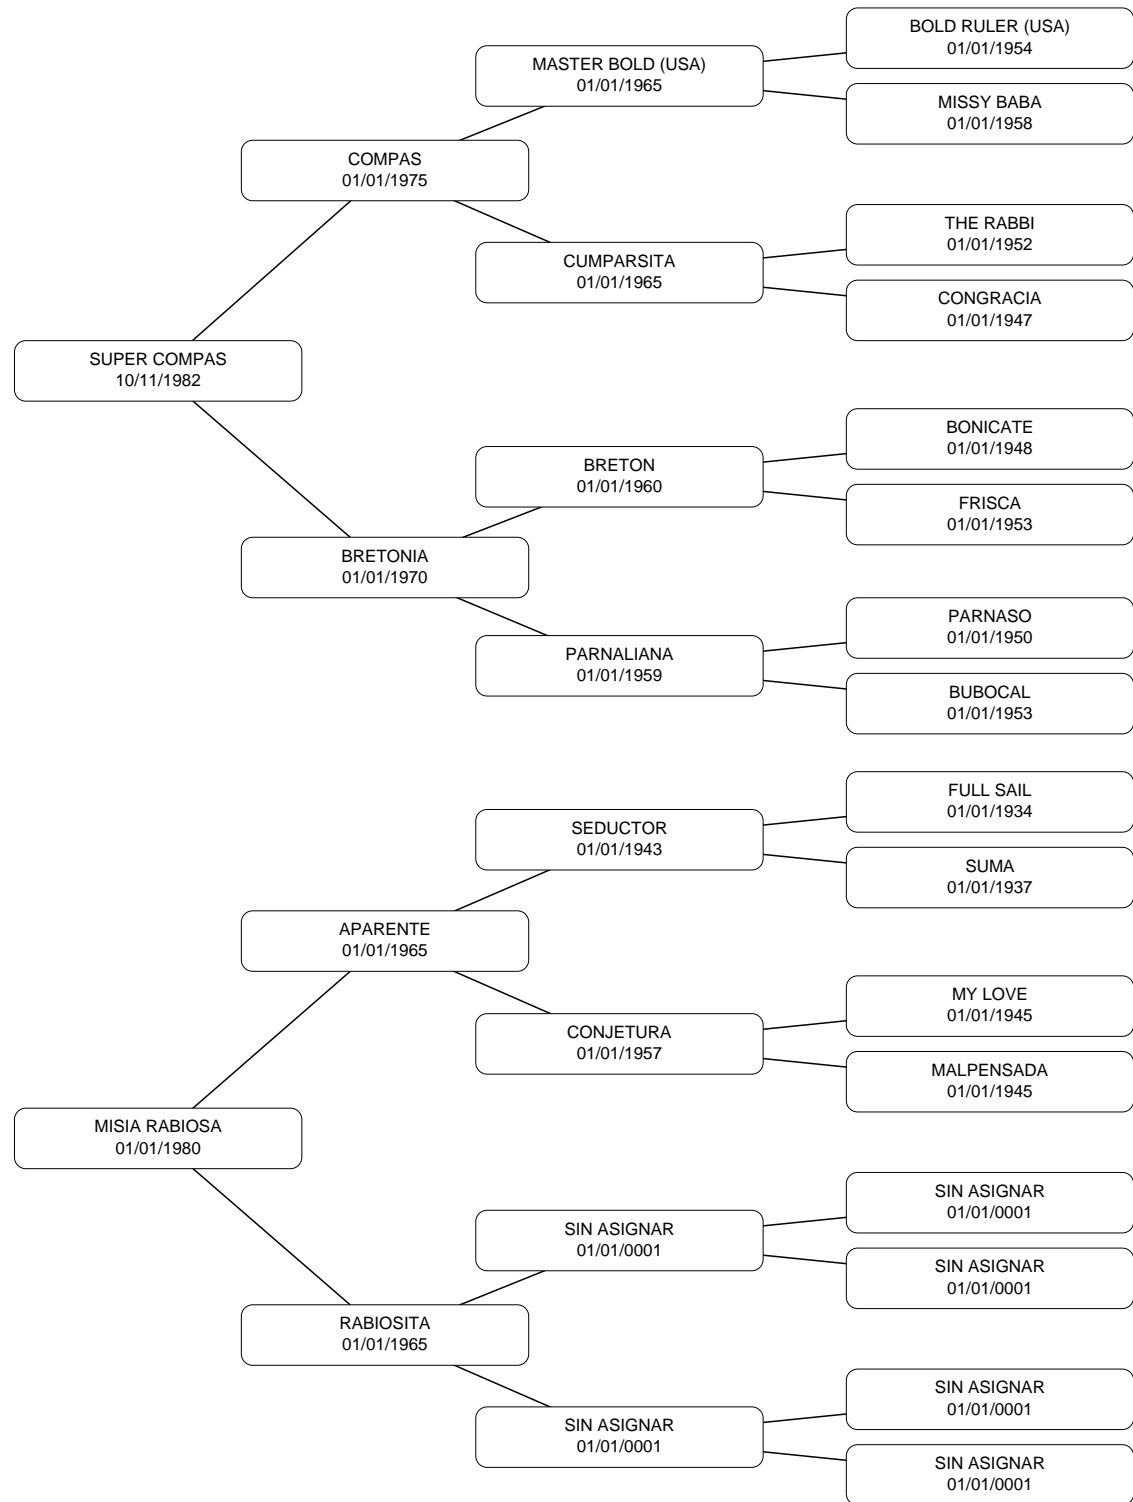 BOLD RULER (USA)
01/01/1954
MASTER BOLD (USA)
01/01/1965
MISSY BABA
01/01/1958
COMPAS
01/01/1975
THE RABBI
01/01/1952
CUMPARSITA
01/01/1965
CONGRACIA
01/01/1947
SUPER COMPAS
10/11/1982
BONICATE
01/01/1948
BRETON
01/01/1960
FRISCA
01/01/1953
BRETONIA
01/01/1970
PARNASO
01/01/1950
PARNALIANA
01/01/1959
BUBOCAL
01/01/1953
FULL SAIL
01/01/1934
SEDUCTOR
01/01/1943
SUMA
01/01/1937
APARENTE
01/01/1965
MY LOVE
01/01/1945
CONJETURA
01/01/1957
MALPENSADA
01/01/1945
MISIA RABIOSA
01/01/1980
SIN ASIGNAR
01/01/0001
SIN ASIGNAR
01/01/0001
SIN ASIGNAR
01/01/0001
RABIOSITA
01/01/1965
SIN ASIGNAR
01/01/0001
SIN ASIGNAR
01/01/0001
SIN ASIGNAR
01/01/0001